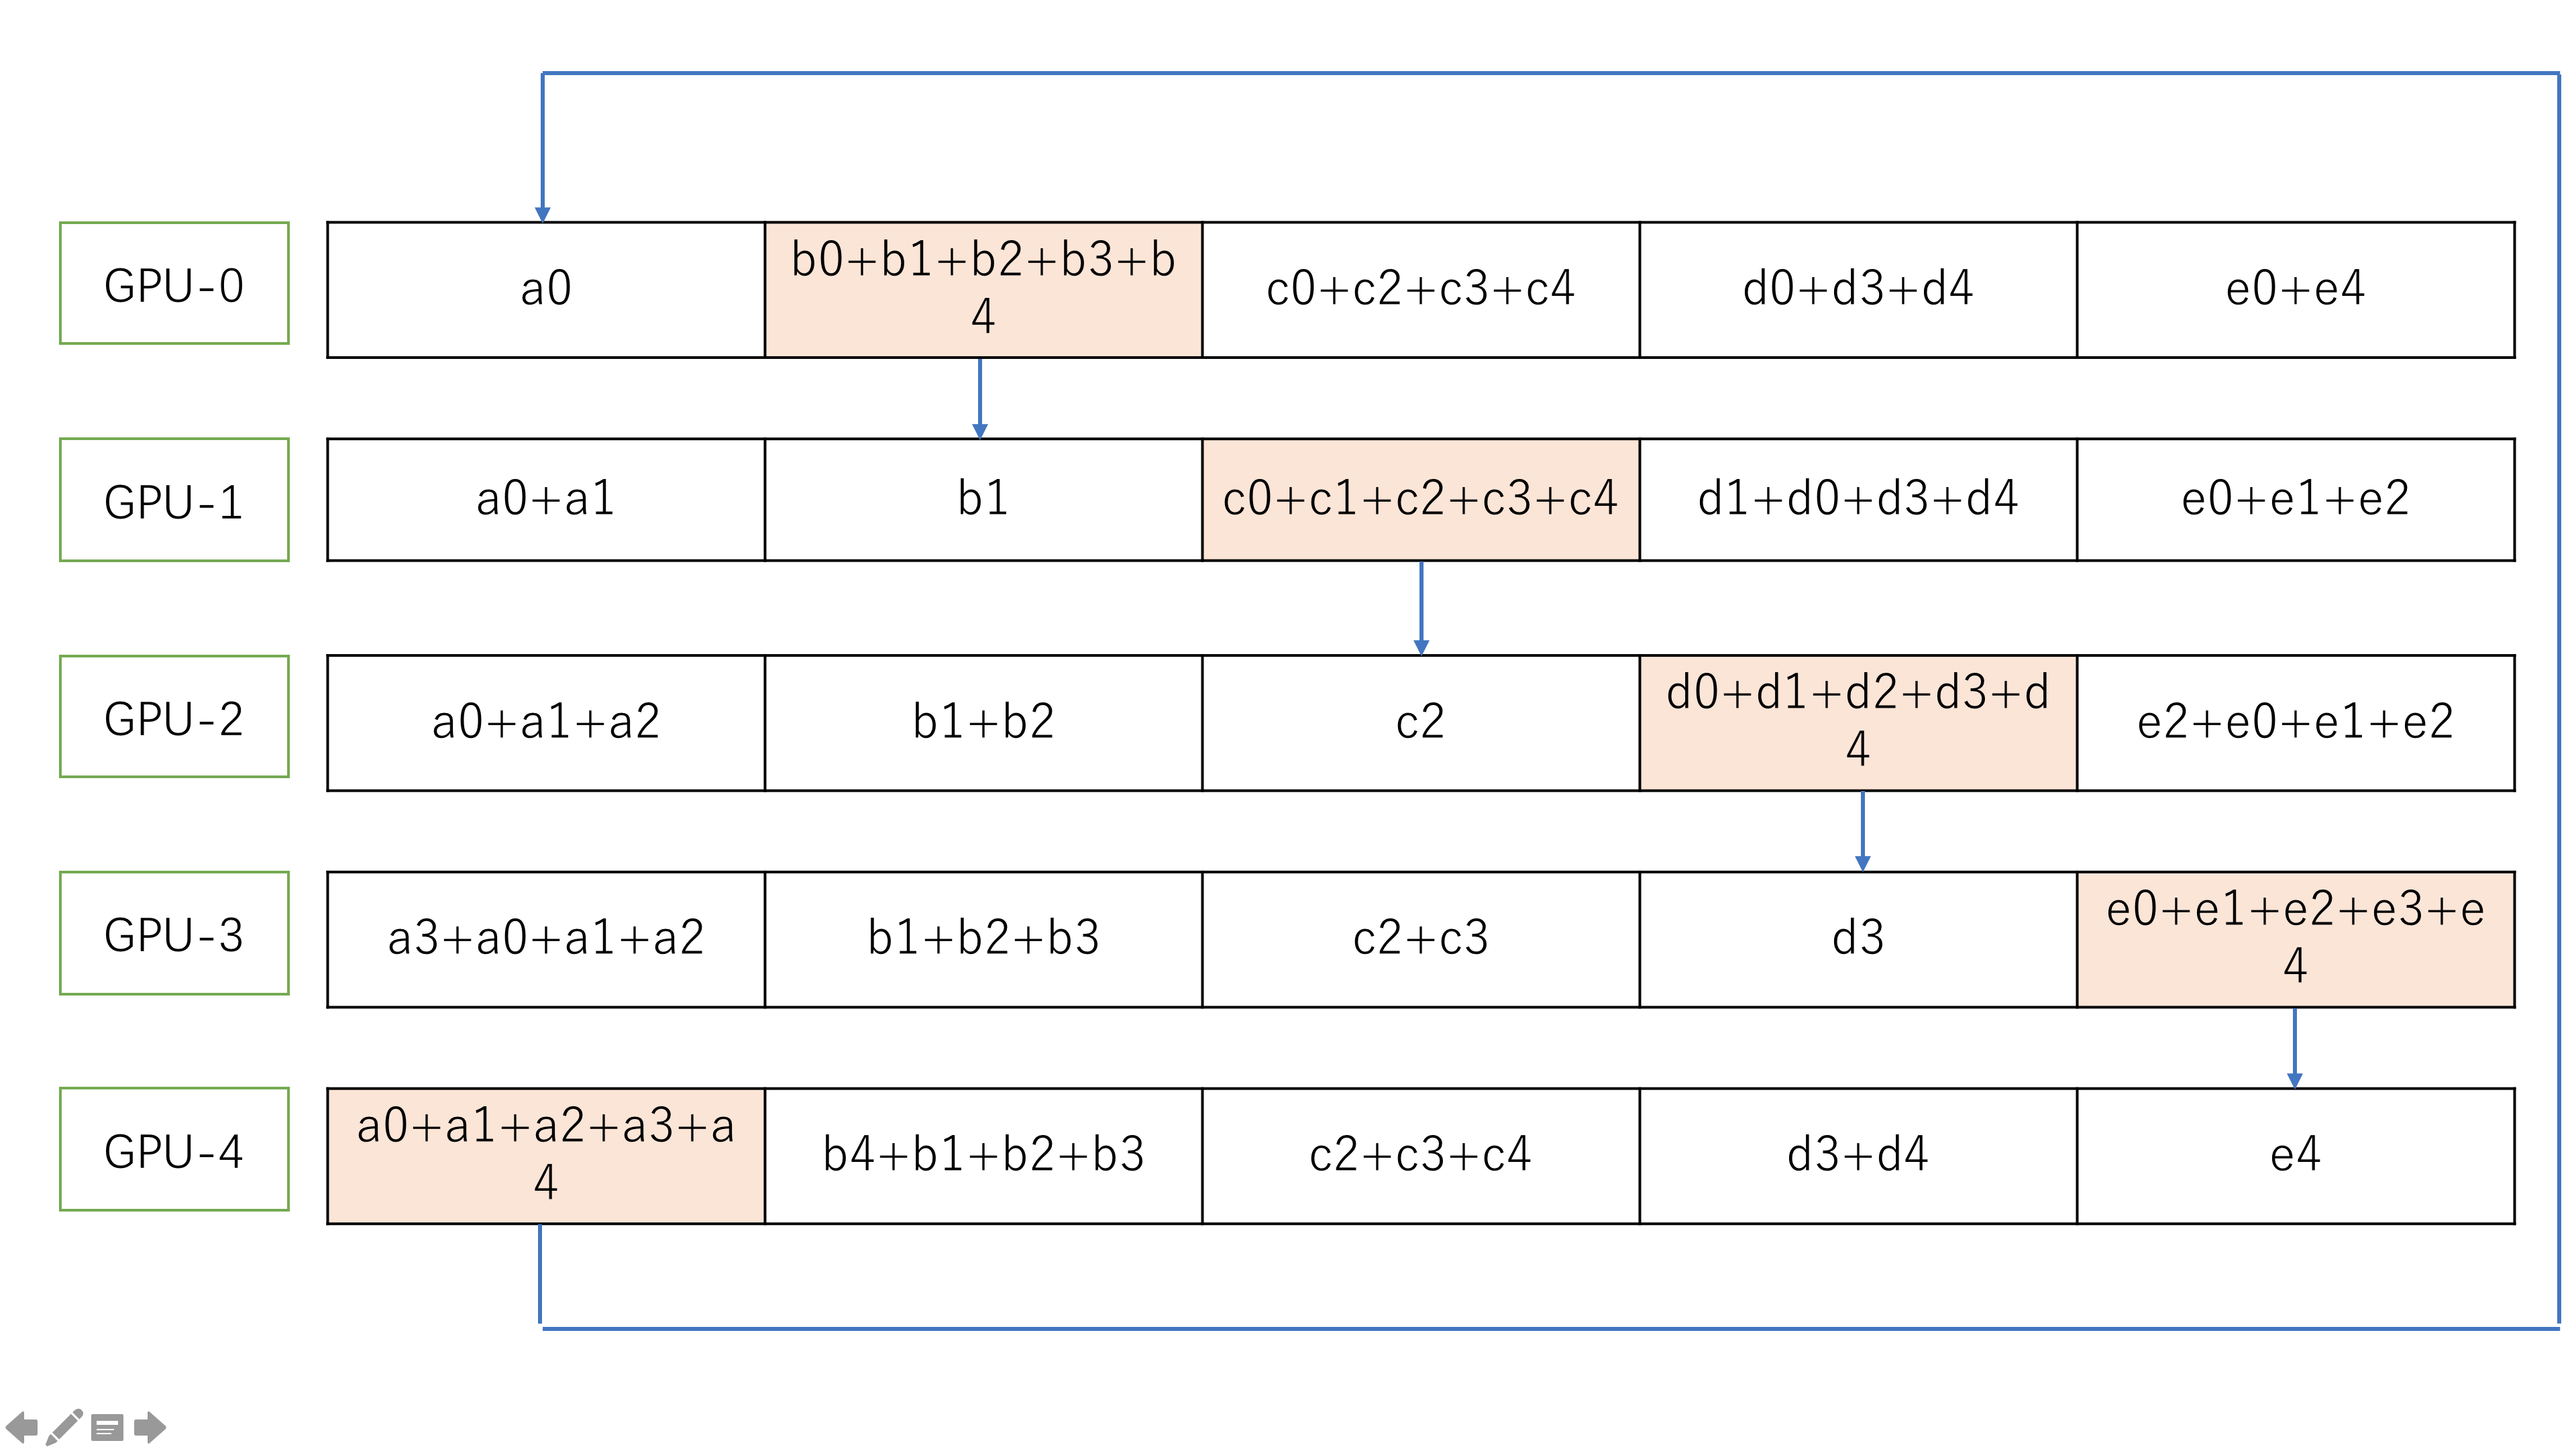 GPU-0
a0
b0+b1+b2+b3+b
4
c0+c2+c3+c4
d0+d3+d4
e0+e4
GPU-1
a0+a1
b1
c0+c1+c2+c3+c4
d1+d0+d3+d4
e0+e1+e2
GPU-2
a0+a1+a2
b1+b2
c2
d0+d1+d2+d3+d
4
e2+e0+e1+e2
GPU-3
a3+a0+a1+a2
b1+b2+b3
c2+c3
d3
e0+e1+e2+e3+e
4
GPU-4
a0+a1+a2+a3+a
4
b4+b1+b2+b3
c2+c3+c4
d3+d4
e4